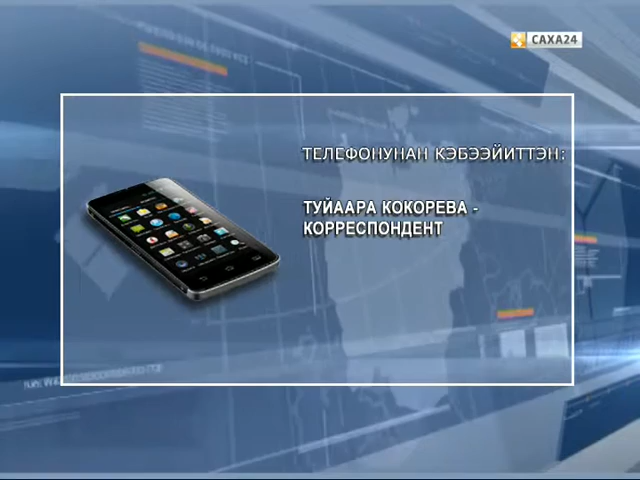 САХА24
ТЕЛЕФОНУНАН КЭБЭЭЙИТТЭН:
ТУЙААРА КОКОРЕВА -
КОРРЕСПОНДЕНТ